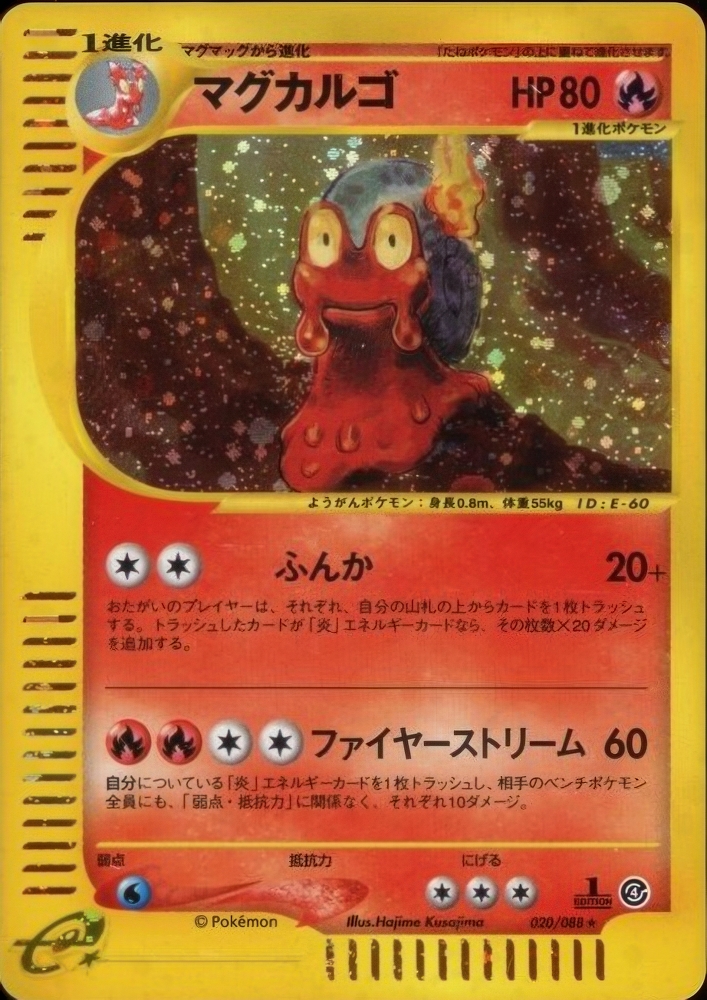 1進化
マグマッグから進化
「たねポケモン」の上に重ねて進化させます。
マグカルゴ HP80
1進化ポケモン
ようがんポケモン：身長0.8m、体重55kg ID:E-60
ふんか 20+
おたがいのプレイヤーは、それぞれ、自分の山札の上からカードを1枚トラッシュ
する。トラッシュしたカードが「炎」エネルギーカードなら、その枚数×20ダメージ
を追加する。
ファイヤーストリーム 60
自分についている「炎」エネルギーカードを1枚トラッシュし、相手のベンチポケモン
全員にも、「弱点・抵抗力」に関係なく、それぞれ10ダメージ。
弱点 抵抗力 にげる
1 EDITION
4
© Pokémon Illus.Hajime Kusajima 020/088 ★
e